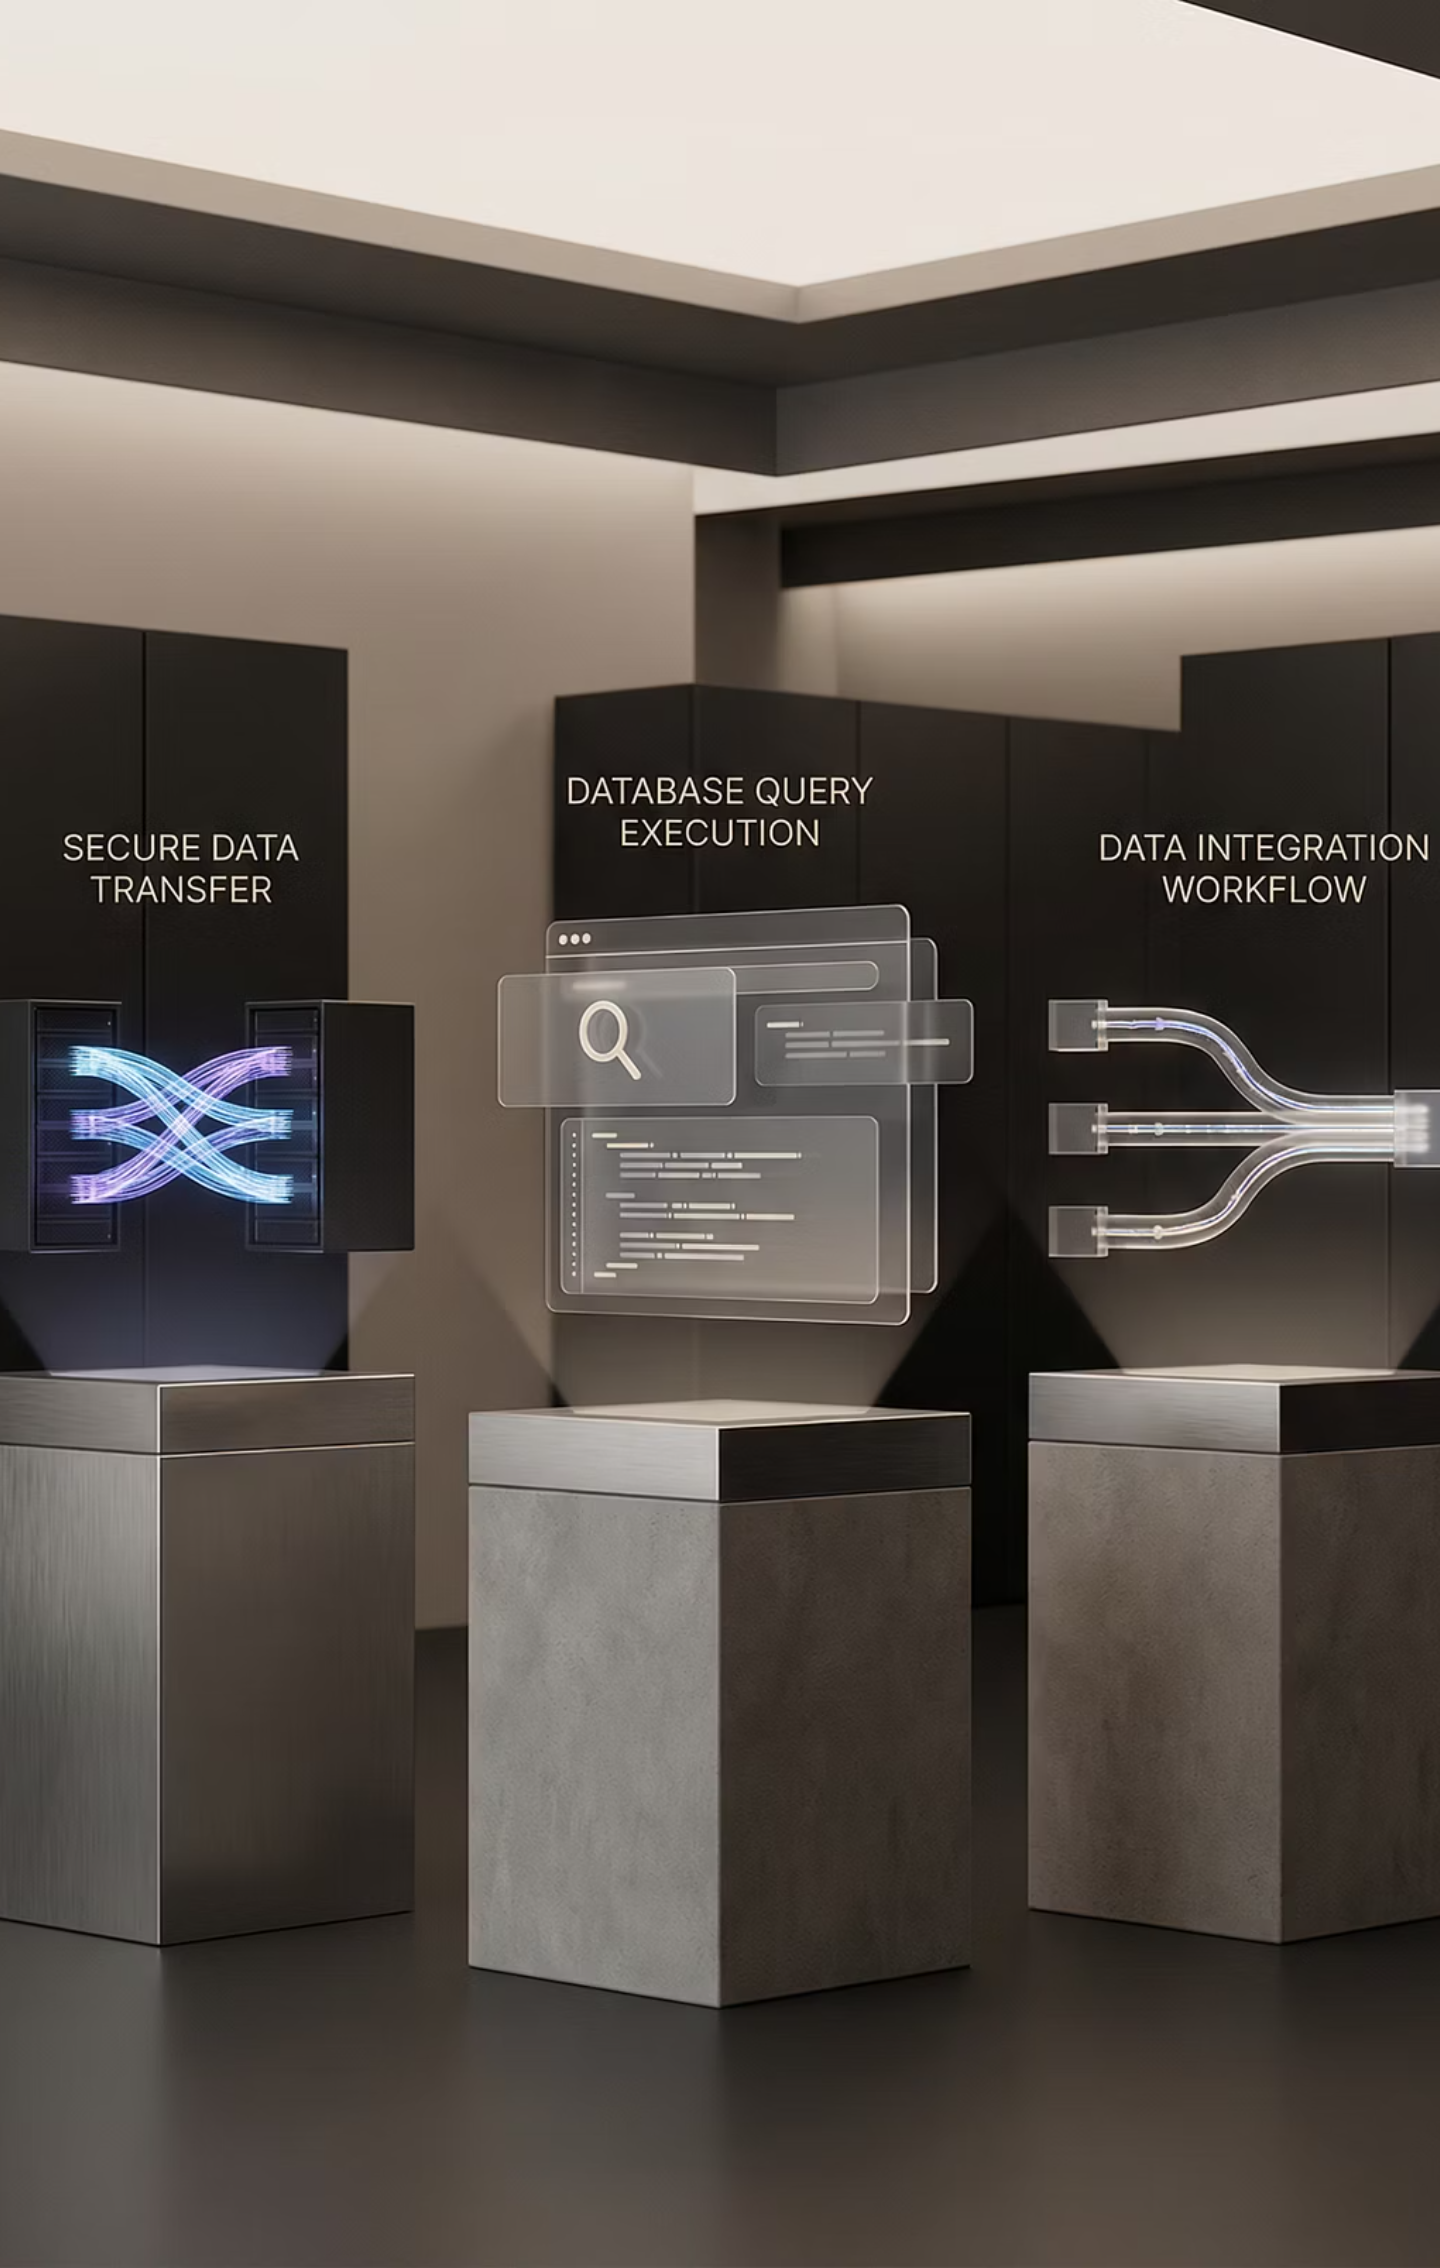 SECURE DATA
TRANSFER
DATABASE QUERY
EXECUTION
DATA INTEGRATION
WORKFLOW